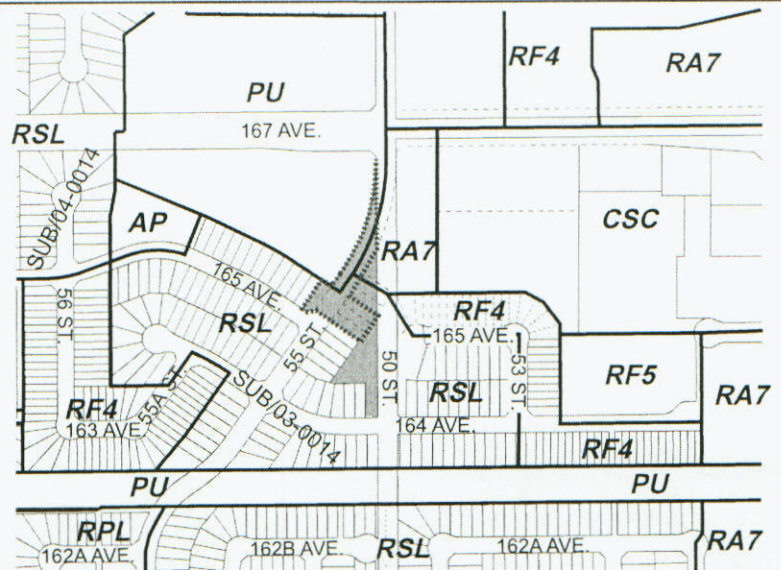 RF4
RA7
PU
RSL
167 AVE.
SUB/04-0014
AP
CSC
RA7
165 AVE.
RF4
56 ST.
RSL
55 ST.
165 AVE.
50 ST.
53 ST.
RF5
RSL
RA7
RF4
55A ST.
SUB/03-0014
163 AVE.
164 AVE.
RF4
PU
PU
RPL
162A AVE.
162B AVE.
RSL
162A AVE.
RA7